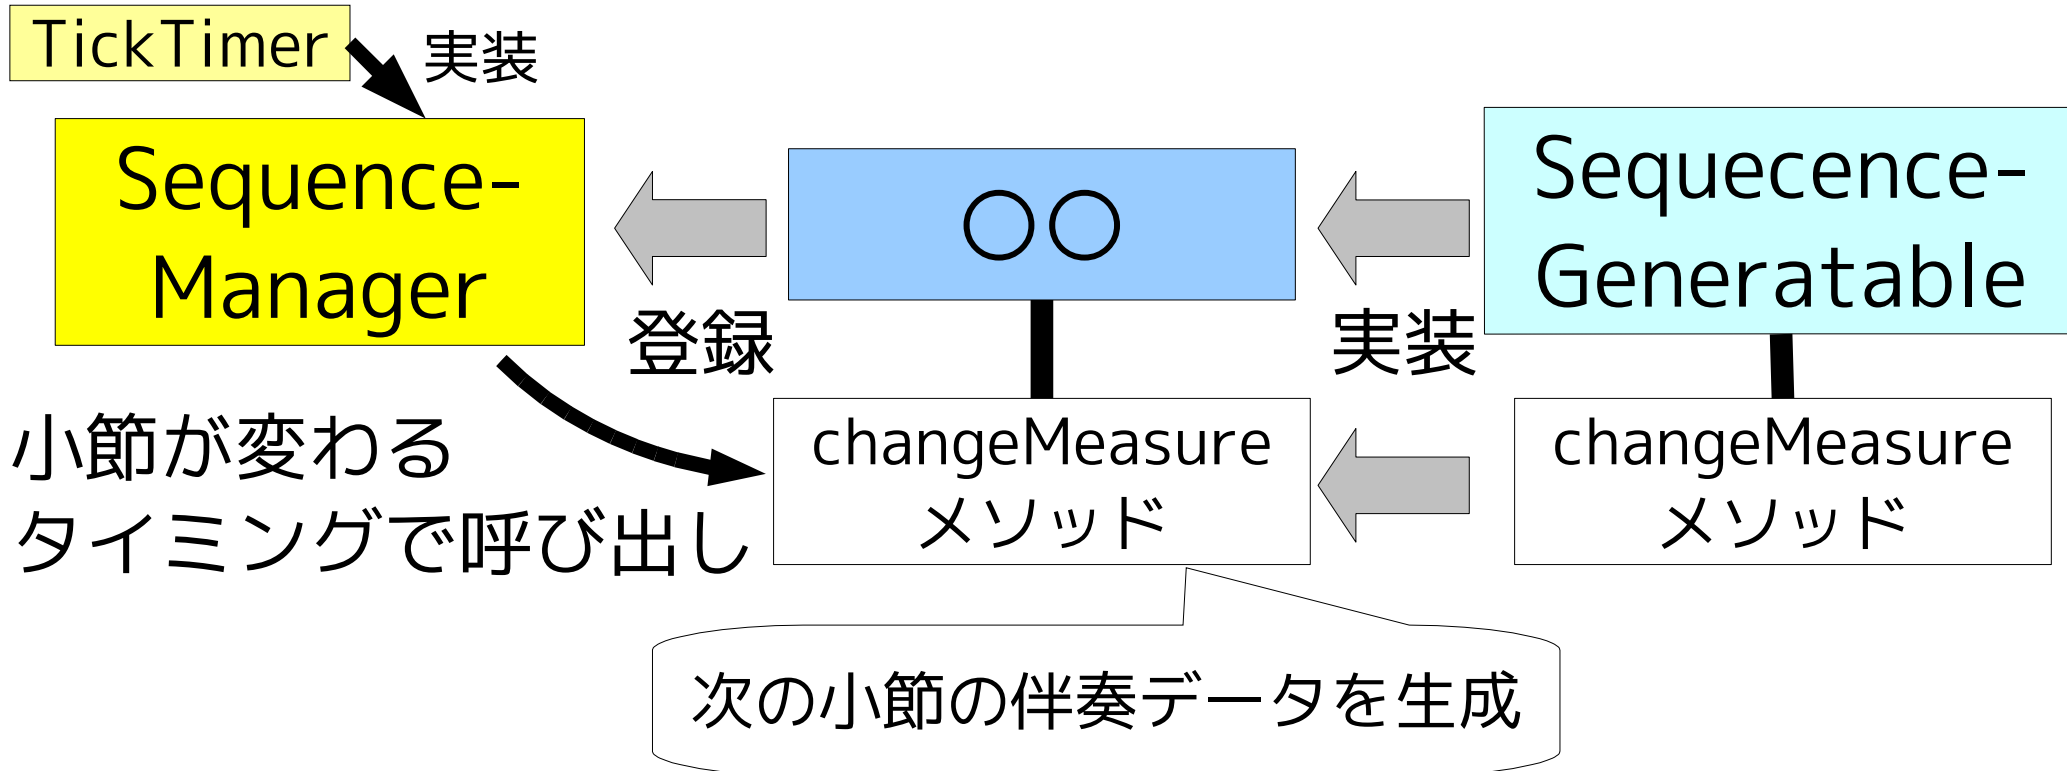 TickTimer
実装
Sequence-
Manager
登録
○○
実装
Sequecence-
Generatable
小節が変わる
タイミングで呼び出し
changeMeasure
メソッド
changeMeasure
メソッド
次の小節の伴奏データを生成